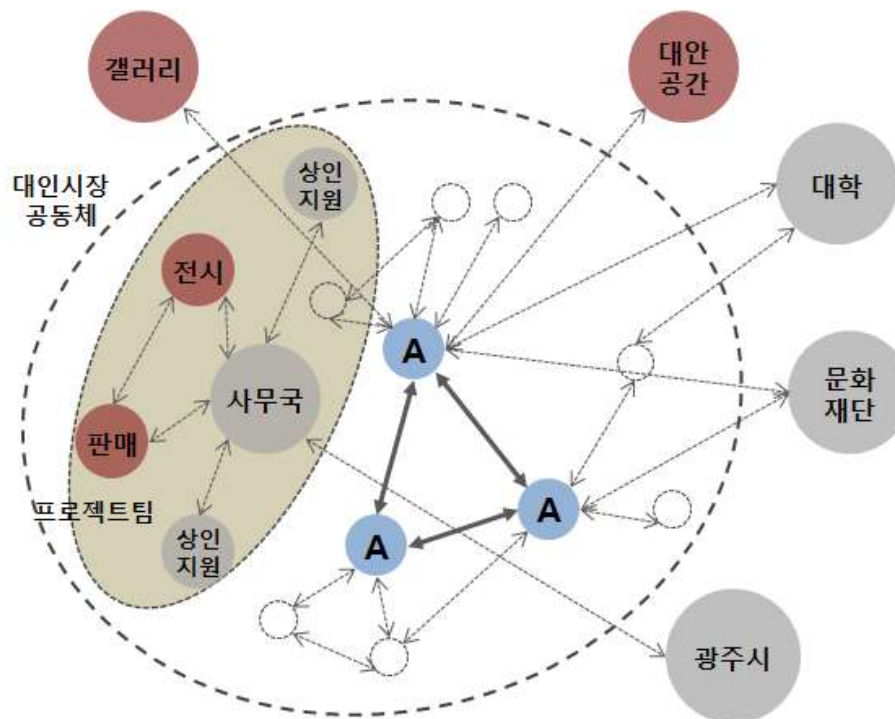 갤러리
대안
공간
대인시장
공동체
상인
지원
대학
전시
A
사무국
문화
재단
판매
프로젝트팀
A
A
상인
지원
광주시